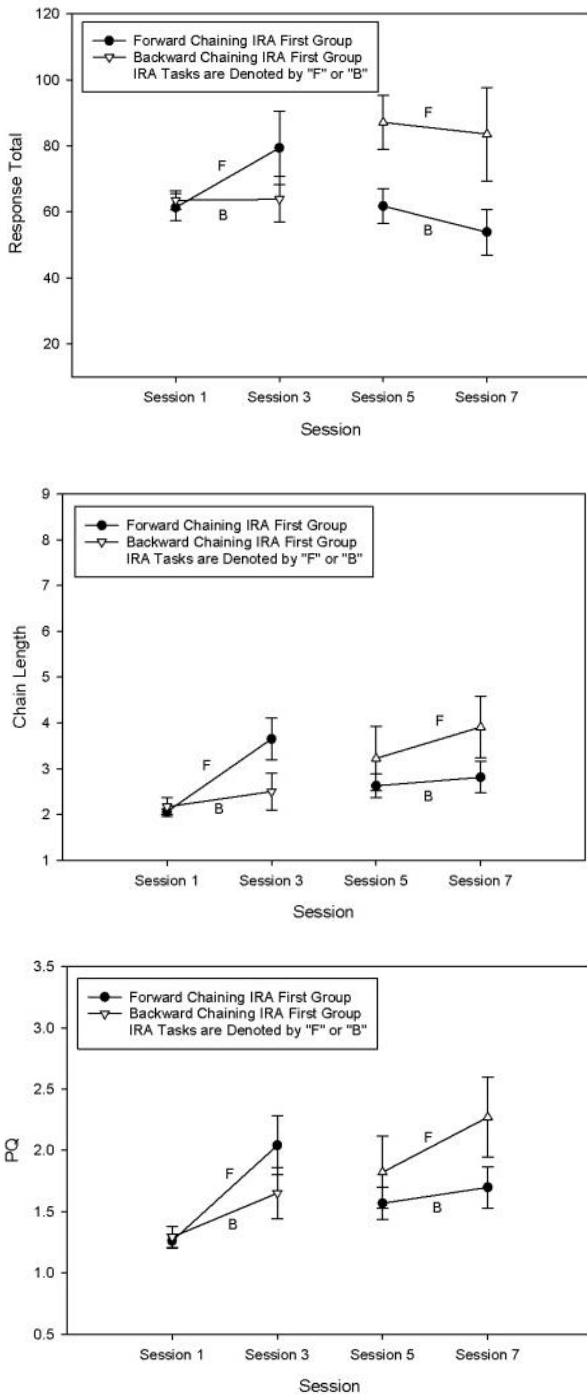 120
Forward Chaining IRA First Group
Backward Chaining IRA First Group
IRA Tasks are Denoted by "F" or "B"
100
80
60
40
20
F
B
F
B
Response Total
Session 1 Session 3 Session 5 Session 7
Session
9
Forward Chaining IRA First Group
Backward Chaining IRA First Group
IRA Tasks are Denoted by "F" or "B"
8
7
6
5
4
3
2
1
F
B
F
B
Chain Length
Session 1 Session 3 Session 5 Session 7
Session
3.5
Forward Chaining IRA First Group
Backward Chaining IRA First Group
IRA Tasks are Denoted by "F" or "B"
3.0
2.5
2.0
1.5
1.0
0.5
F
B
F
B
PQ
Session 1 Session 3 Session 5 Session 7
Session